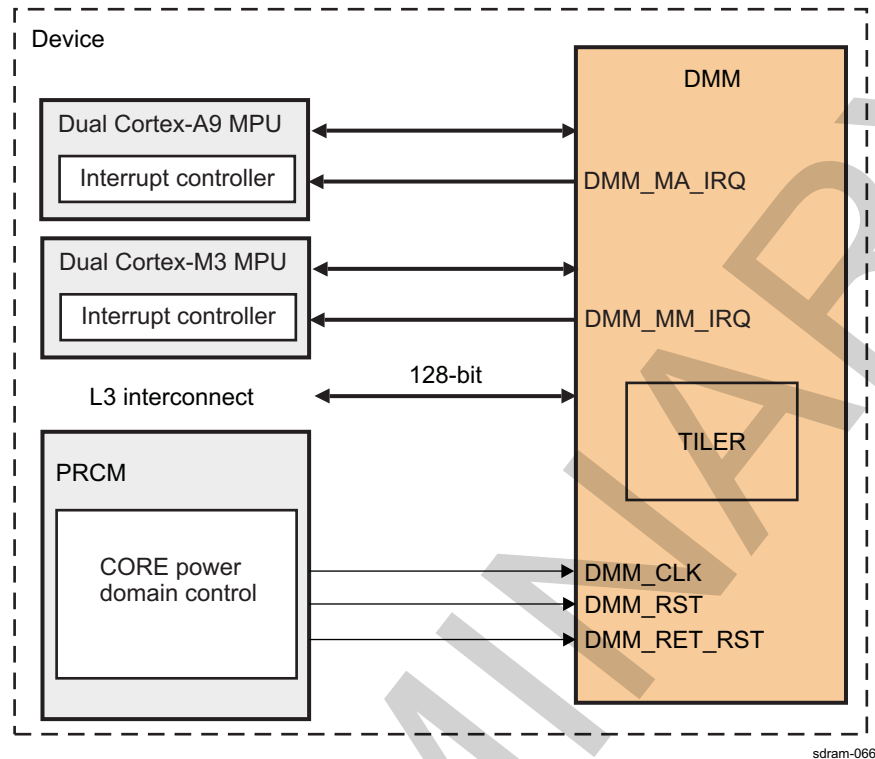 Device
DMM
Dual Cortex-A9 MPU
Interrupt controller
DMM_MA_IRQ
Dual Cortex-M3 MPU
Interrupt controller
DMM_MM_IRQ
128-bit
L3 interconnect
TILER
PRCM
CORE power
domain control
DMM_CLK
DMM_RST
DMM_RET_RST
sdram-066